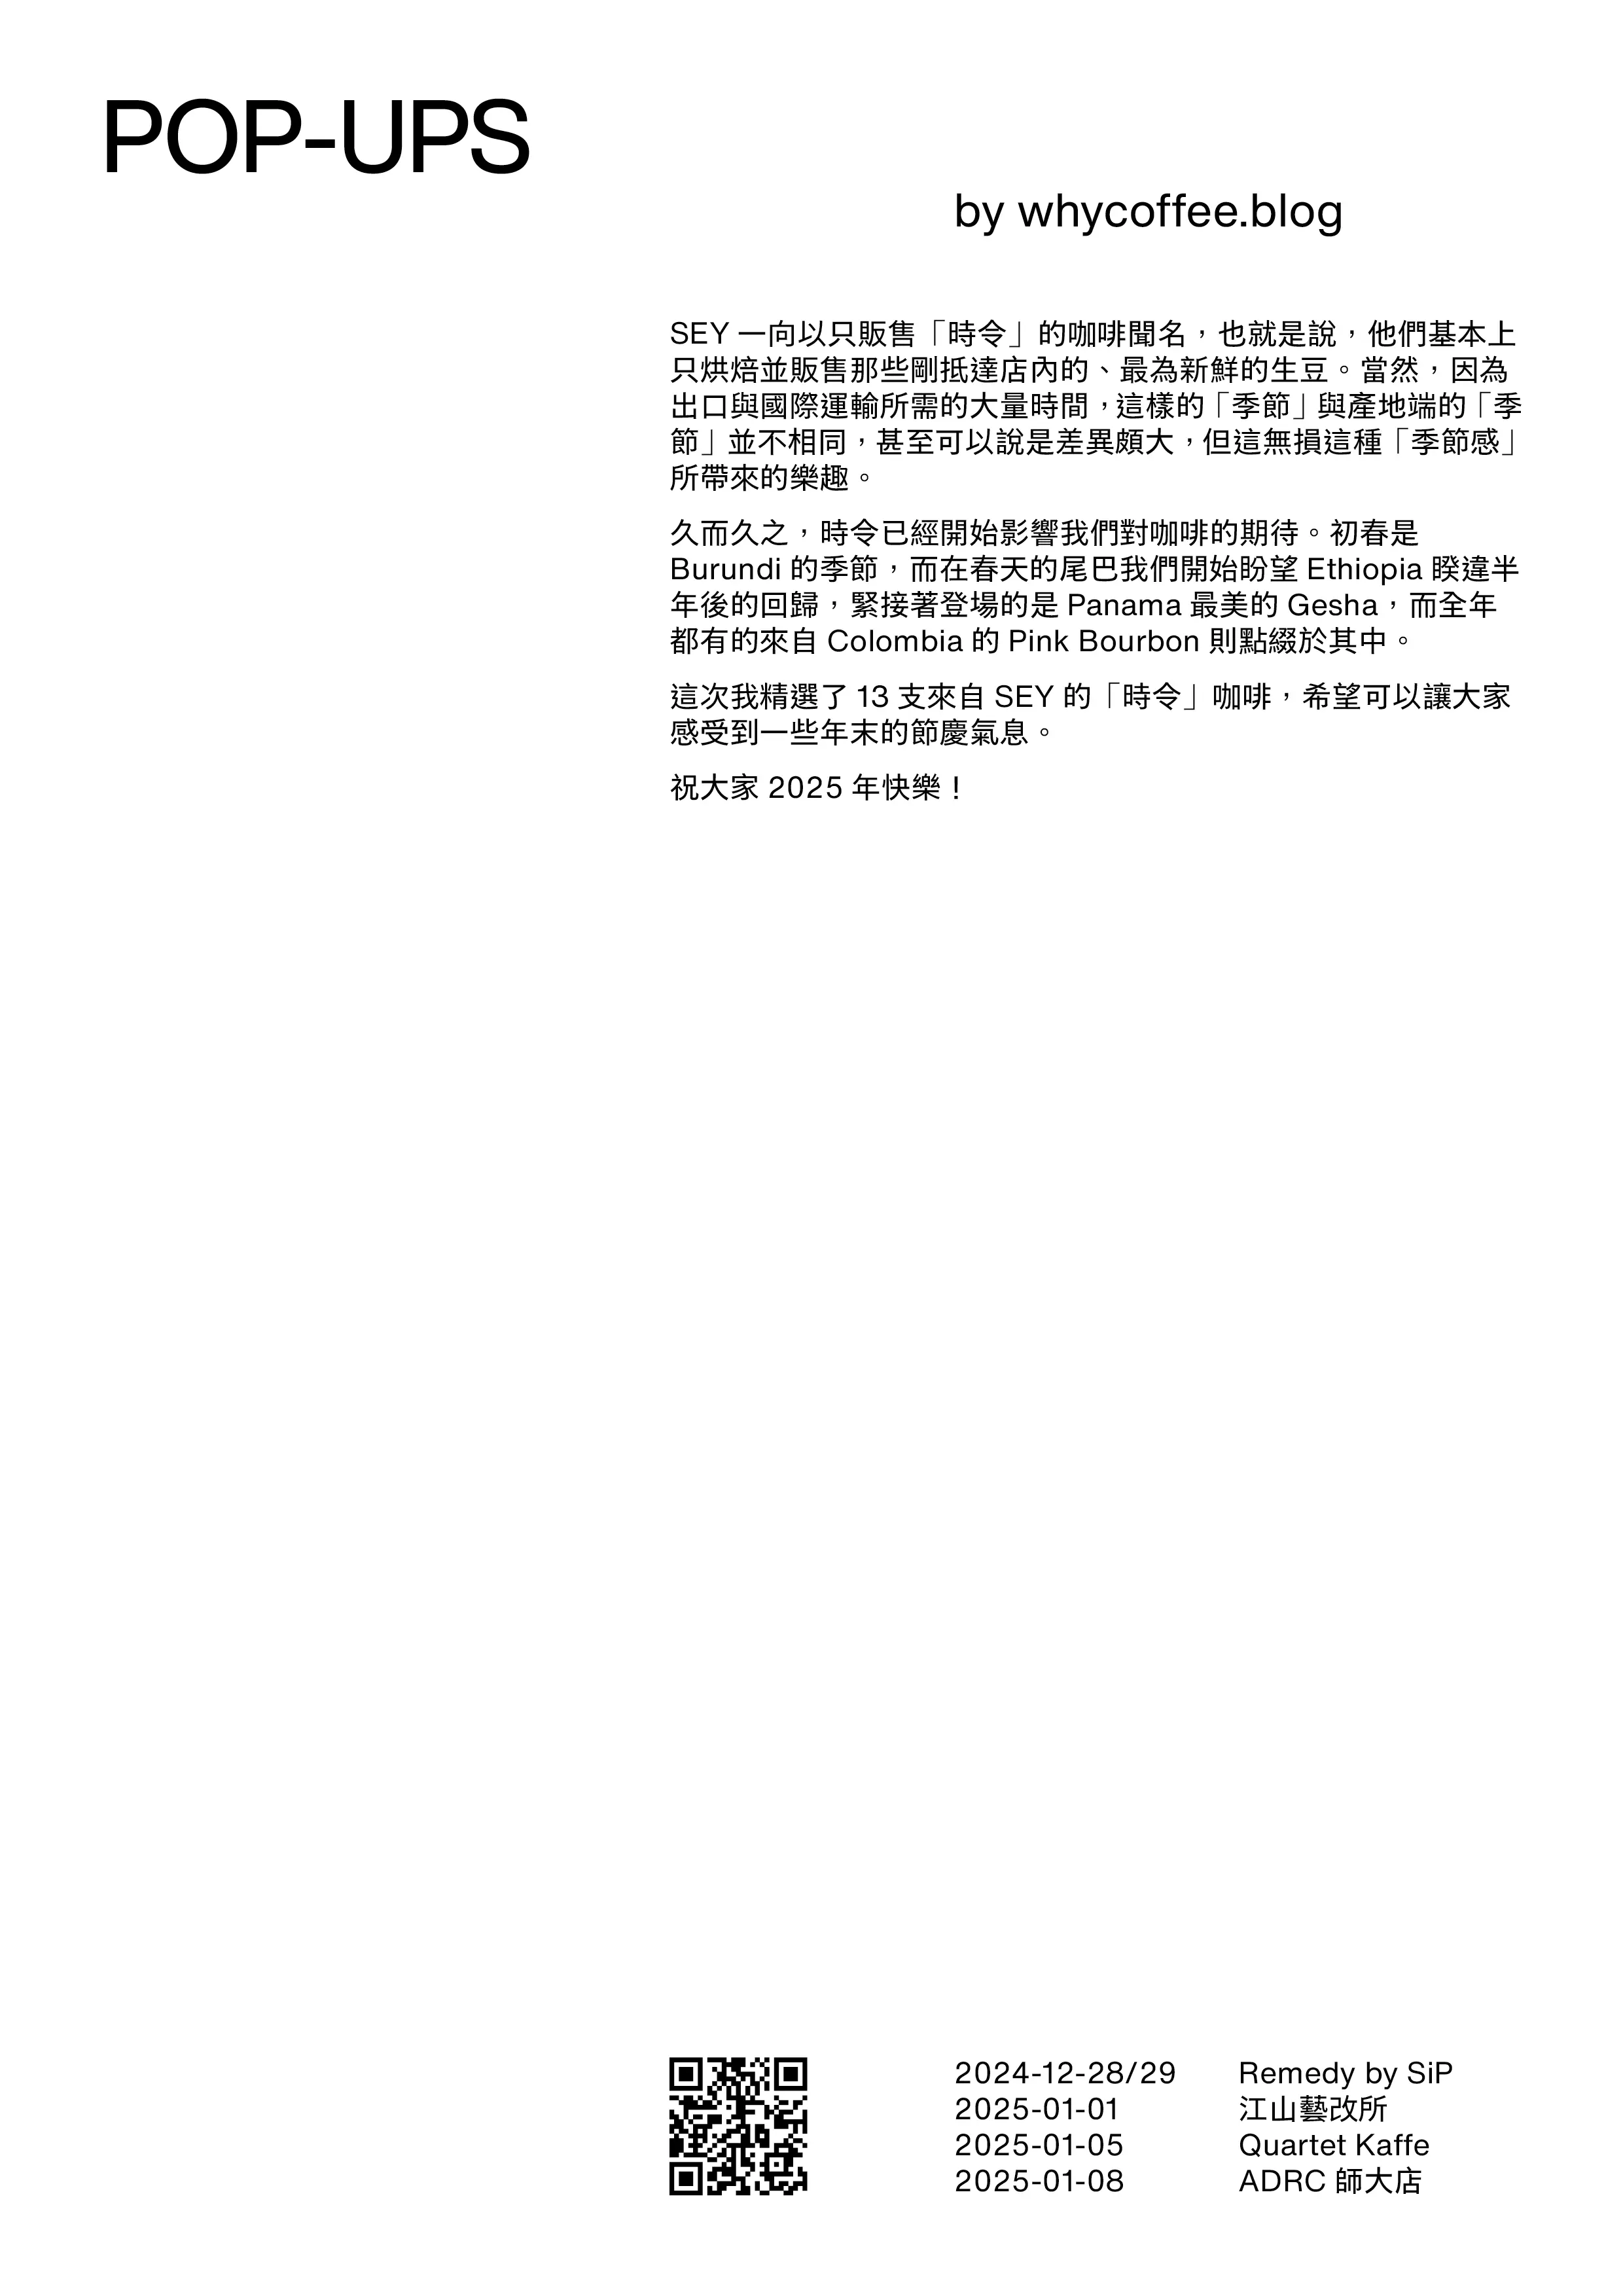 POP-UPS
by whycoffee.blog
SEY 一向以只販售「時令」的咖啡聞名，也就是說，他們基本上
只烘焙並販售那些剛抵達店內的、最為新鮮的生豆。當然，因為
出口與國際運輸所需的大量時間，這樣的「季節」與產地端的「季
節」並不相同，甚至可以說是差異頗大，但這無損這種「季節感」
所帶來的樂趣。
久而久之，時令已經開始影響我們對咖啡的期待。初春是
Burundi 的季節，而在春天的尾巴我們開始盼望 Ethiopia 睽違半
年後的回歸，緊接著登場的是 Panama 最美的 Gesha，而全年
都有的來自 Colombia 的 Pink Bourbon 則點綴於其中。
這次我精選了 13 支來自 SEY 的「時令」咖啡，希望可以讓大家
感受到一些年末的節慶氣息。
祝大家 2025 年快樂！
2024-12-28/29 Remedy by SiP
2025-01-01 江山藝改所
2025-01-05 Quartet Kaffe
2025-01-08 ADRC 師大店